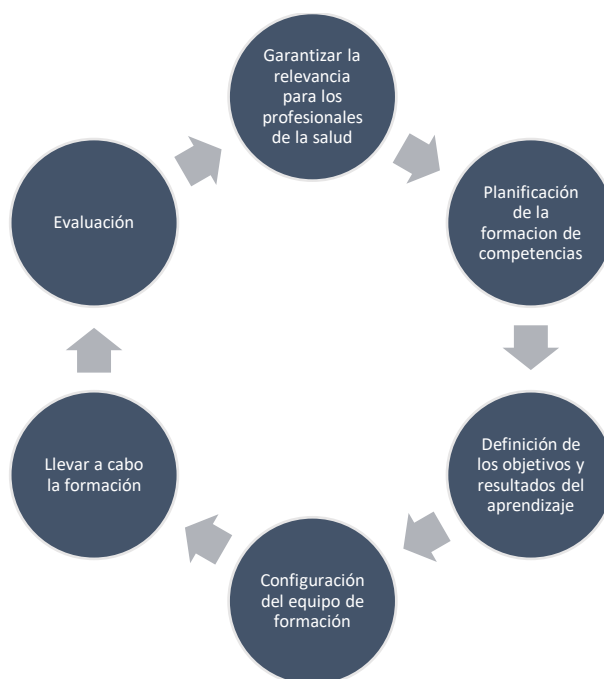 Garantizar la
relevancia
para los
profesionales
de la salud
Planificación
de la
formacion de
competencias
Definición de
los objetivos y
resultados del
aprendizaje
Configuración
del equipo de
formación
Llevar a cabo
la formación
Evaluación